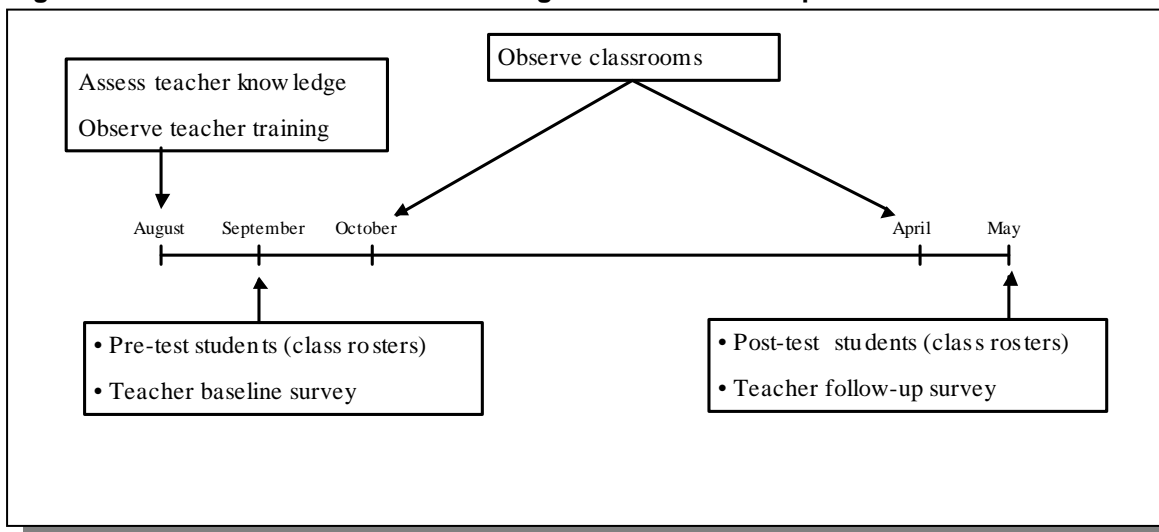 Observe classrooms
Assess teacher knowledge
Observe teacher training
August
September
October
April
May
• Pre-test students (class rosters)
• Teacher baseline survey
• Post-test students (class rosters)
• Teacher follow-up survey